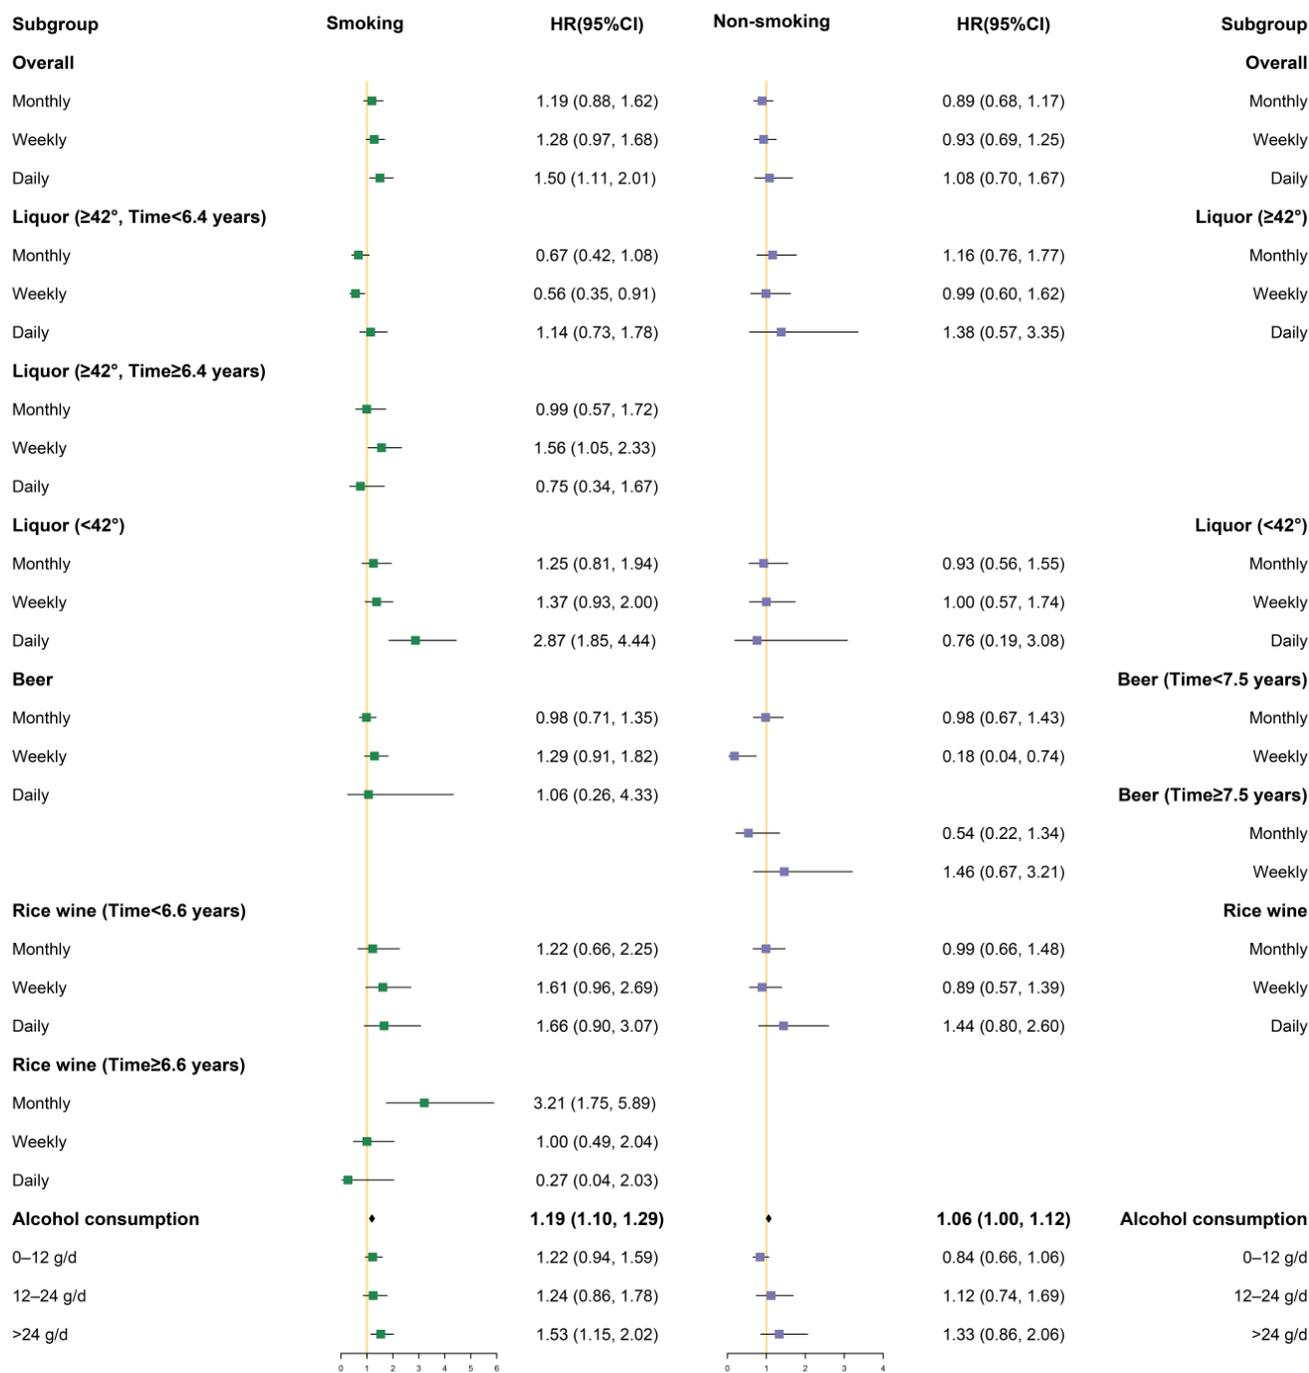 Subgroup Smoking HR(95%CI) Non-smoking HR(95%CI) Subgroup
Overall Overall
Monthly 1.19 (0.88, 1.62) 0.89 (0.68, 1.17) Monthly
Weekly 1.28 (0.97, 1.68) 0.93 (0.69, 1.25) Weekly
Daily 1.50 (1.11, 2.01) 1.08 (0.70, 1.67) Daily
Liquor (≥42°, Time<6.4 years) Liquor (≥42°)
Monthly 0.67 (0.42, 1.08) 1.16 (0.76, 1.77) Monthly
Weekly 0.56 (0.35, 0.91) 0.99 (0.60, 1.62) Weekly
Daily 1.14 (0.73, 1.78) 1.38 (0.57, 3.35) Daily
Liquor (≥42°, Time≥6.4 years)
Monthly 0.99 (0.57, 1.72)
Weekly 1.56 (1.05, 2.33)
Daily 0.75 (0.34, 1.67)
Liquor (<42°) Liquor (<42°)
Monthly 1.25 (0.81, 1.94) 0.93 (0.56, 1.55) Monthly
Weekly 1.37 (0.93, 2.00) 1.00 (0.57, 1.74) Weekly
Daily 2.87 (1.85, 4.44) 0.76 (0.19, 3.08) Daily
Beer Beer (Time<7.5 years)
Monthly 0.98 (0.71, 1.35) 0.98 (0.67, 1.43) Monthly
Weekly 1.29 (0.91, 1.82) 0.18 (0.04, 0.74) Weekly
Daily 1.06 (0.26, 4.33) Beer (Time≥7.5 years)
0.54 (0.22, 1.34) Monthly
1.46 (0.67, 3.21) Weekly
Rice wine (Time<6.6 years) Rice wine
Monthly 1.22 (0.66, 2.25) 0.99 (0.66, 1.48) Monthly
Weekly 1.61 (0.96, 2.69) 0.89 (0.57, 1.39) Weekly
Daily 1.66 (0.90, 3.07) 1.44 (0.80, 2.60) Daily
Rice wine (Time≥6.6 years)
Monthly 3.21 (1.75, 5.89)
Weekly 1.00 (0.49, 2.04)
Daily 0.27 (0.04, 2.03)
Alcohol consumption 1.19 (1.10, 1.29) 1.06 (1.00, 1.12) Alcohol consumption
0–12 g/d 1.22 (0.94, 1.59) 0.84 (0.66, 1.06) 0–12 g/d
12–24 g/d 1.24 (0.86, 1.78) 1.12 (0.74, 1.69) 12–24 g/d
>24 g/d 1.53 (1.15, 2.02) 1.33 (0.86, 2.06) >24 g/d
0 1 2 3 4 5 6 0 1 2 3 4